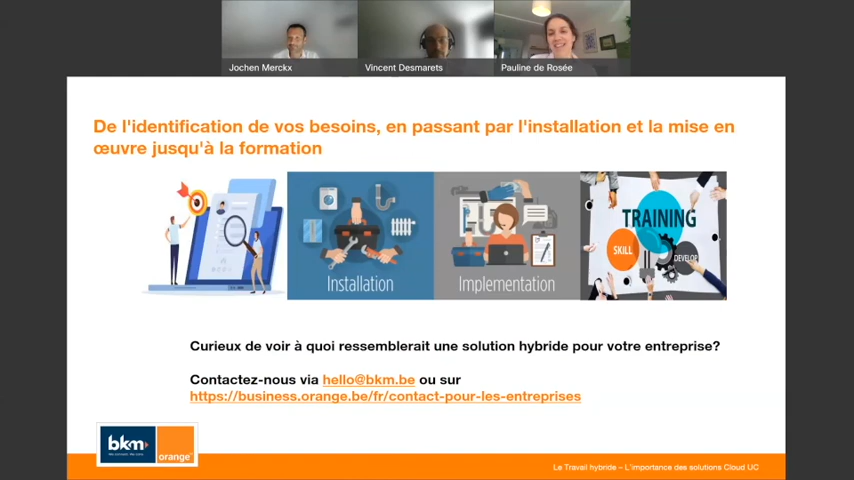 Jochen Merckx
Vincent Desmarets
Pauline de Rosée
De l'identification de vos besoins, en passant par l'installation et la mise en
œuvre jusqu'à la formation
Installation
Implementation
TRAINING
SKILL
DEVELOP
Curieux de voir à quoi ressemblerait une solution hybride pour votre entreprise?
Contactez-nous via hello@bkm.be ou sur
https://business.orange.be/fr/contact-pour-les-entreprises
bkm
orange
Le Travail hybride – L'importance des solutions Cloud UC